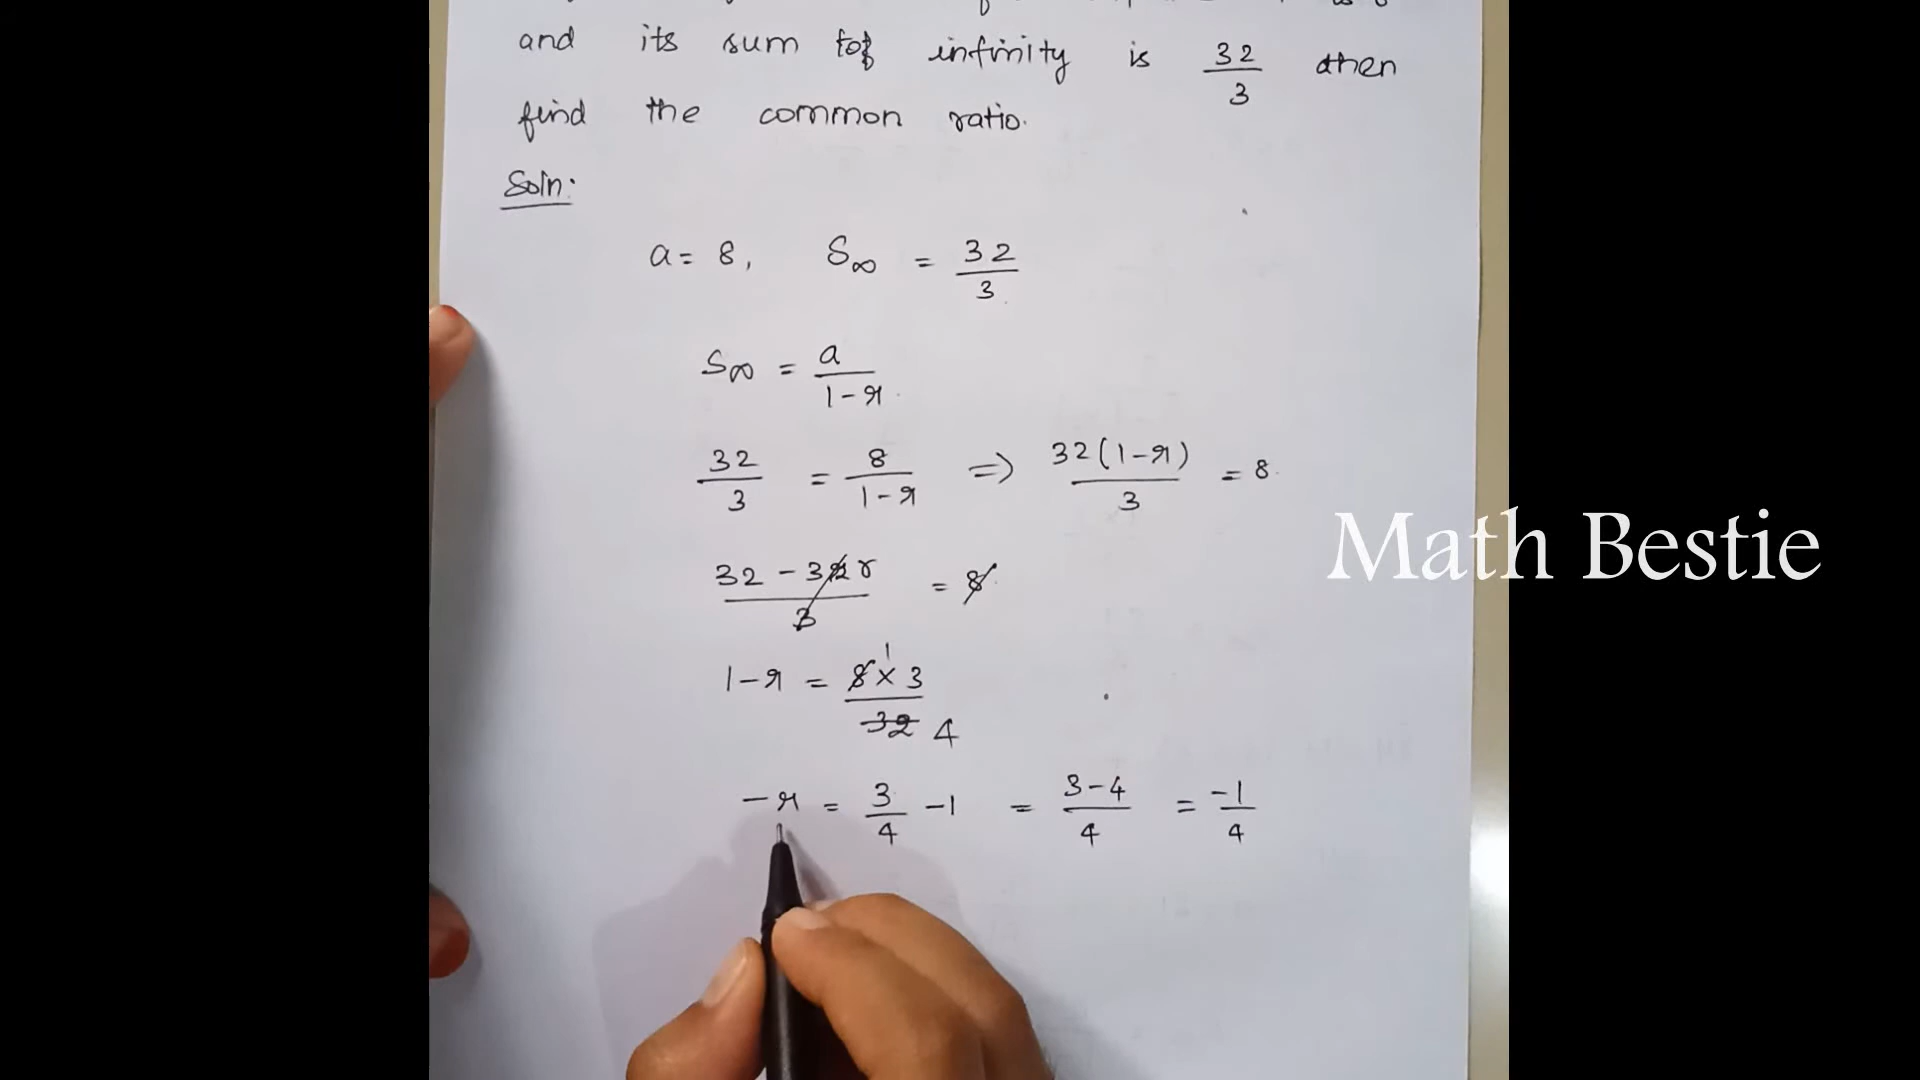 and its sum tof infinity is 32/3 then
find the common ratio.
Soln:
a = 8, S∞ = 32/3
S∞ = a/1-r
32/3 = 8/1-r => 32(1-r)/3 = 8
32-32r/3 = 8
1-r = 8×3/32 1 4
-r = 3/4 -1 = 3-4/4 = -1/4
Math Bestie